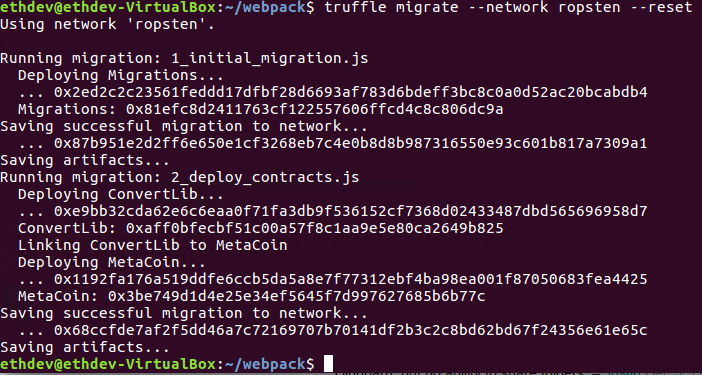 ethdev@ethdev-VirtualBox:~/webpack$ truffle migrate --network ropsten --reset
Using network 'ropsten'.
Running migration: 1_initial_migration.js
Deploying Migrations...
... 0x2ed2c2c23561feddd17dfbf28d6693af783d6bdeff3bc8c0a0d52ac20bcabdb4
Migrations: 0x81efc8d2411763cf122557606ffcd4c8c806dc9a
Saving successful migration to network...
... 0x87b951e2d2ff6e650e1cf3268eb7c4e0b8d8b987316550e93c601b817a7309a1
Saving artifacts...
Running migration: 2_deploy_contracts.js
Deploying ConvertLib...
... 0xe9bb32cda62e6c6eaa0f71fa3db9f536152cf7368d02433487dbd565696958d7
ConvertLib: 0xaff0bfecbf51c00a57f8c1aa9e5e80ca2649b825
Linking ConvertLib to MetaCoin
Deploying MetaCoin...
... 0x1192fa176a519ddfe6ccb5da5a8e7f77312ebf4ba98ea001f87050683fea4425
MetaCoin: 0x3be749d1d4e25e34ef5645f7d997627685b6b77c
Saving successful migration to network...
... 0x68ccfde7af2f5dd46a7c72169707b70141df2b3c2c8bd62bd67f24356e61e65c
Saving artifacts...
ethdev@ethdev-VirtualBox:~/webpack$